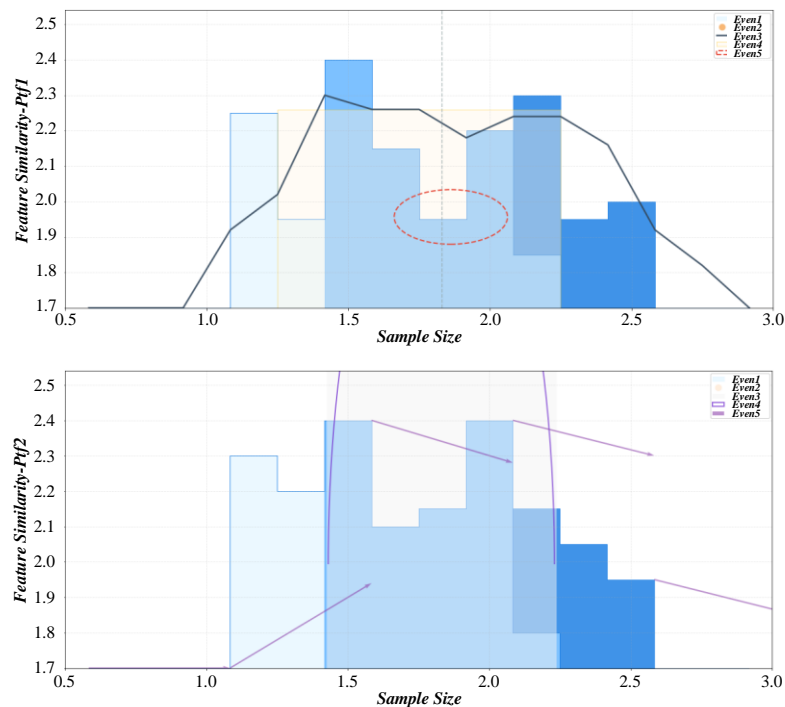 2.5
2.4
2.3
2.2
2.1
2.0
1.9
1.8
1.7
Feature Similarity-Ptf1
Even1
Even2
Even3
Even4
Even5
0.5 1.0 1.5 2.0 2.5 3.0
Sample Size
2.5
2.4
2.3
2.2
2.1
2.0
1.9
1.8
1.7
Feature Similarity-Ptf2
Even1
Even2
Even3
Even4
Even5
0.5 1.0 1.5 2.0 2.5 3.0
Sample Size